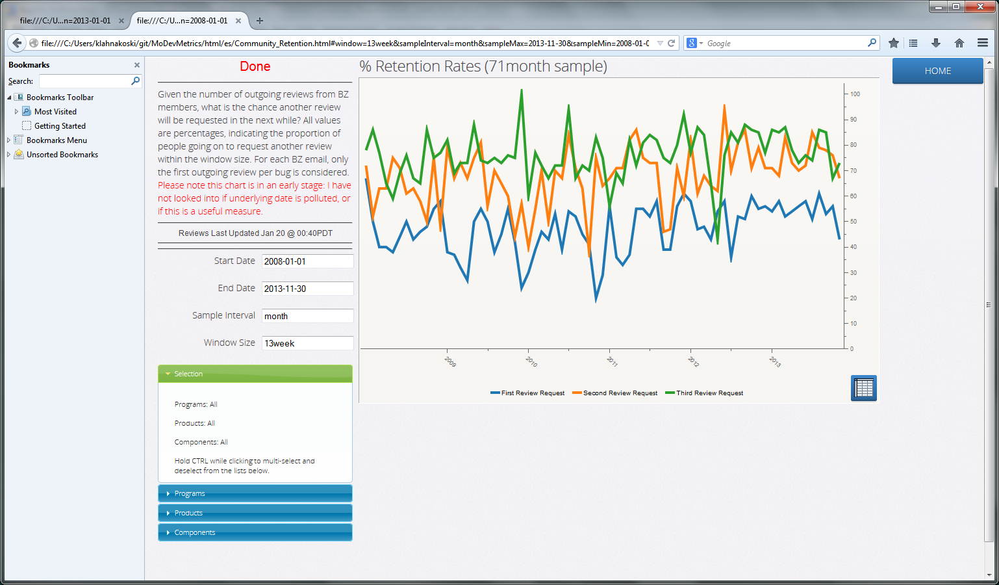 file:///C:/U...n=2013-01-01
file:///C:/U...n=2008-01-01
file:///C:/Users/klahnakoski/git/MoDevMetrics/html/es/Community_Retention.html#window=13week&sampleInterval=month&sampleMax=2013-11-30&sampleMin=2008-01-0
8
Google
Bookmarks
Search:
Bookmarks Toolbar
Most Visited
Getting Started
Bookmarks Menu
Unsorted Bookmarks
Done
Given the number of outgoing reviews from BZ
members, what is the chance another review
will be requested in the next while? All values
are percentages, indicating the proportion of
people going on to request another review
within the window size. For each BZ email, only
the first outgoing review per bug is considered.
Please note this chart is in an early stage: I have
not looked into if underlying date is polluted, or
if this is a useful measure.
Reviews Last Updated Jan 20 @ 00:40PDT
Start Date 2008-01-01
End Date 2013-11-30
Sample Interval month
Window Size 13week
Selection
Programs: All
Products: All
Components: All
Hold CTRL while clicking to multi-select and
deselect from the lists below.
Programs
Products
Components
% Retention Rates (71month sample)
100
90
80
70
60
50
40
30
20
10
0
2009
2010
2011
2012
2013
First Review Request
Second Review Request
Third Review Request
HOME